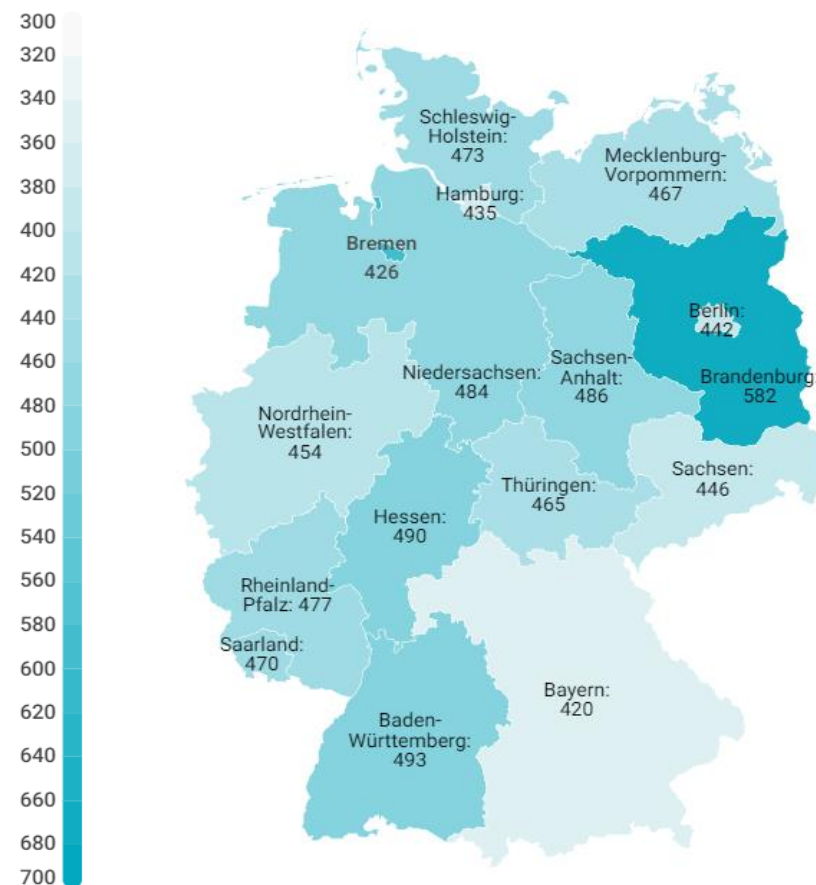 300
320
340
360
380
400
420
440
460
480
500
520
540
560
580
600
620
640
660
680
700
Schleswig-
Holstein:
473
Mecklenburg-
Vorpommern:
467
Hamburg:
435
Bremen
426
Berlin:
442
Niedersachsen:
484
Sachsen-
Anhalt:
486
Brandenburg:
582
Nordrhein-
Westfalen:
454
Sachsen:
446
Thüringen:
465
Hessen:
490
Rheinland-
Pfalz: 477
Saarland:
470
Bayern:
420
Baden-
Württemberg:
493